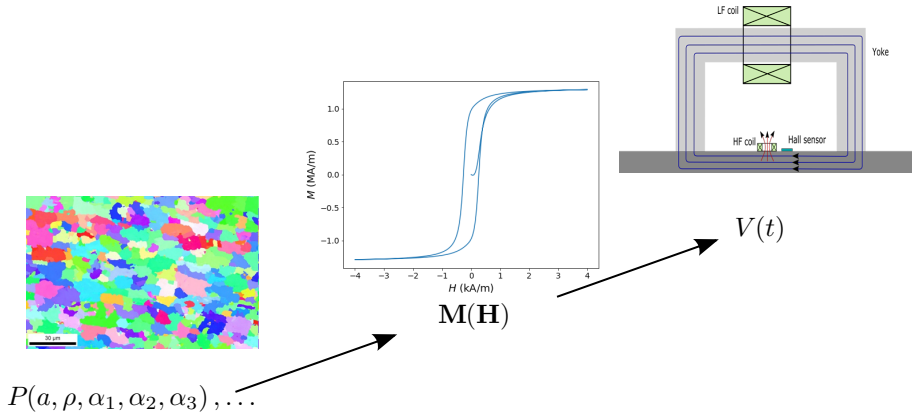 LF coil
Yoke
HF coil
Hall sensor
V(t)
M (MA/m)
1.0
0.5
0.0
−0.5
−1.0
−4 −3 −2 −1 0 1 2 3 4
H (kA/m)
M(H)
30 µm
P(a, ρ, α₁, α₂, α₃) , . . .